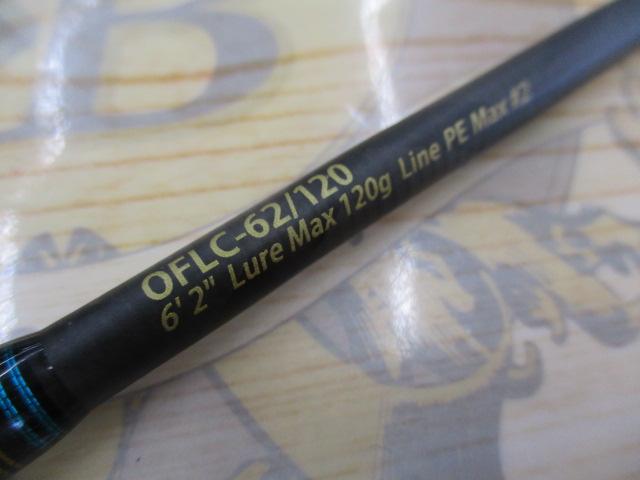 OFLC-62/120
6' 2" Lure Max 120g Line PE Max #2